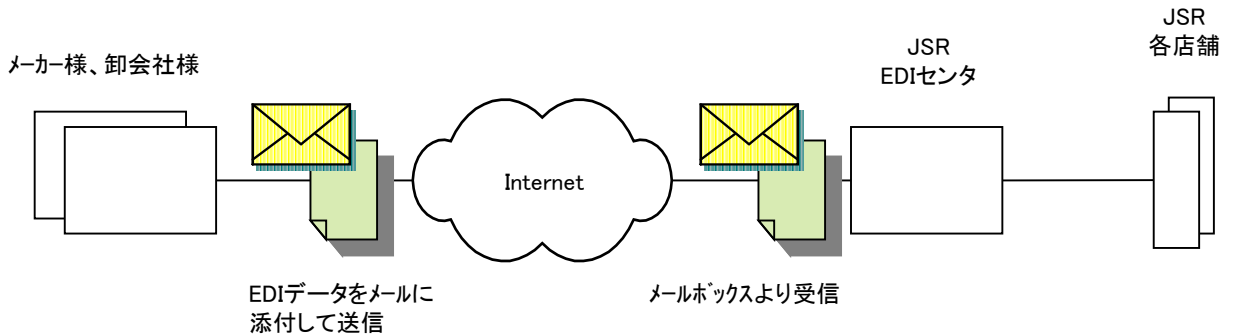 メーカー様、卸会社様
JSR
EDIセンタ
JSR
各店舗
Internet
EDIデータをメールに
添付して送信
メールボックスより受信